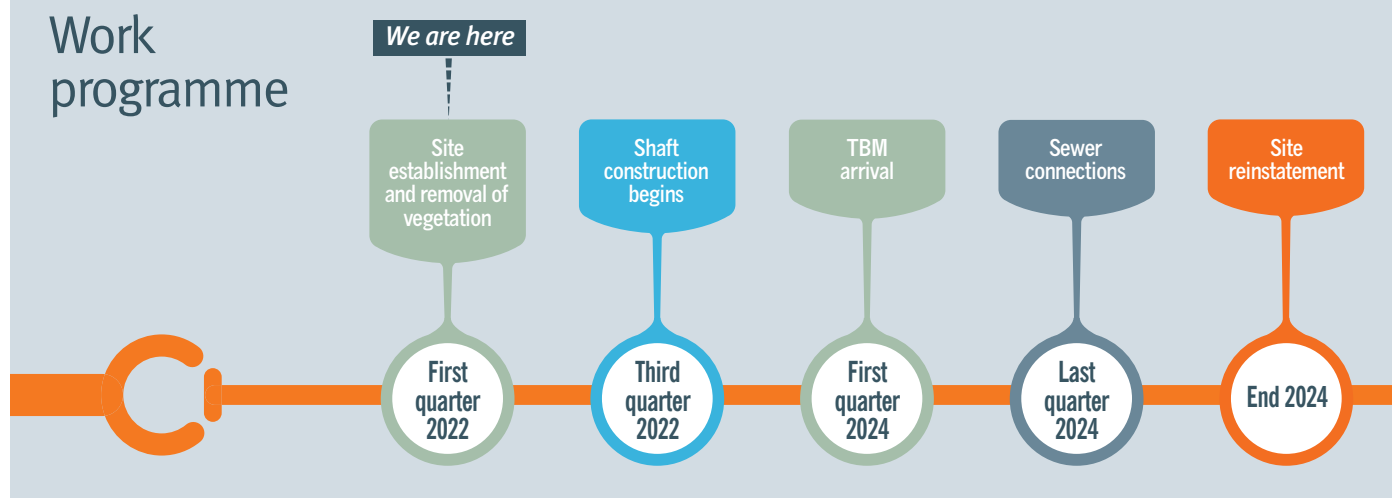 Work
programme
We are here
Site
establishment
and removal of
vegetation
Shaft
construction
begins
TBM
arrival
Sewer
connections
Site
reinstatement
First
quarter
2022
Third
quarter
2022
First
quarter
2024
Last
quarter
2024
End 2024